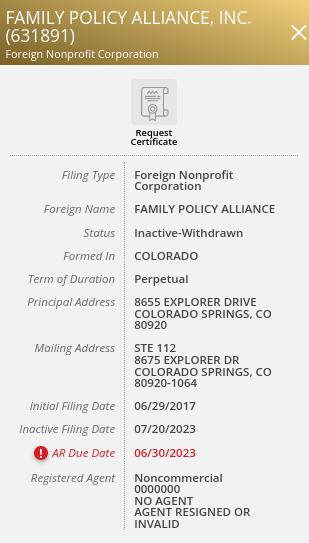 FAMILY POLICY ALLIANCE, INC.
(631891)
Foreign Nonprofit Corporation
Request
Certificate
Filing Type Foreign Nonprofit
Corporation
Foreign Name FAMILY POLICY ALLIANCE
Status Inactive-Withdrawn
Formed In COLORADO
Term of Duration Perpetual
Principal Address 8655 EXPLORER DRIVE
COLORADO SPRINGS, CO
80920
Mailing Address STE 112
8675 EXPLORER DR
COLORADO SPRINGS, CO
80920-1064
Initial Filing Date 06/29/2017
Inactive Filing Date 07/20/2023
AR Due Date 06/30/2023
Registered Agent Noncommercial
0000000
NO AGENT
AGENT RESIGNED OR
INVALID